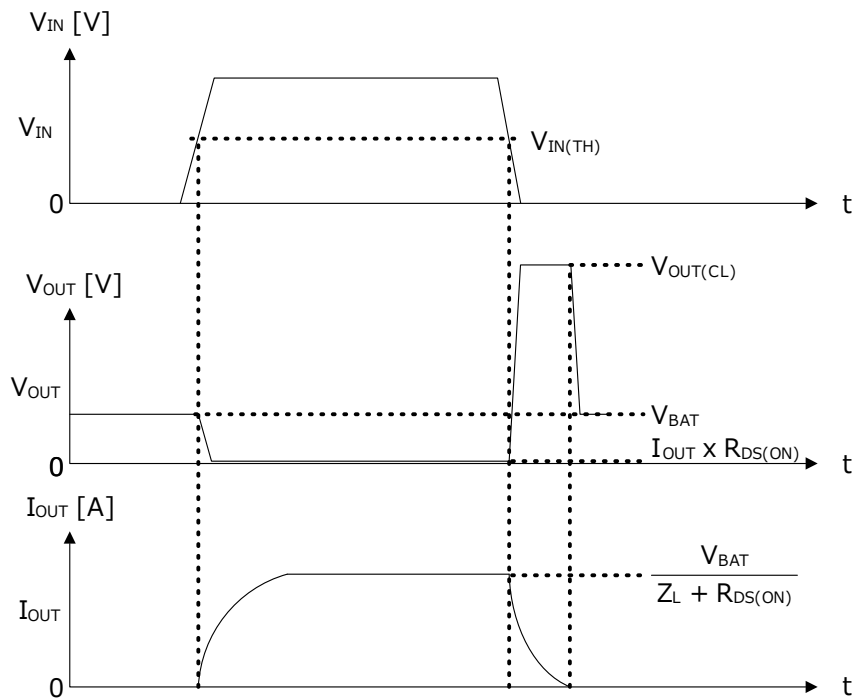 VIN [V]
VIN
VIN(TH)
0
t
VOUT [V]
VOUT(CL)
VOUT
VBAT
IOUT x RDS(ON)
0
t
IOUT [A]
VBAT
ZL + RDS(ON)
IOUT
0
t